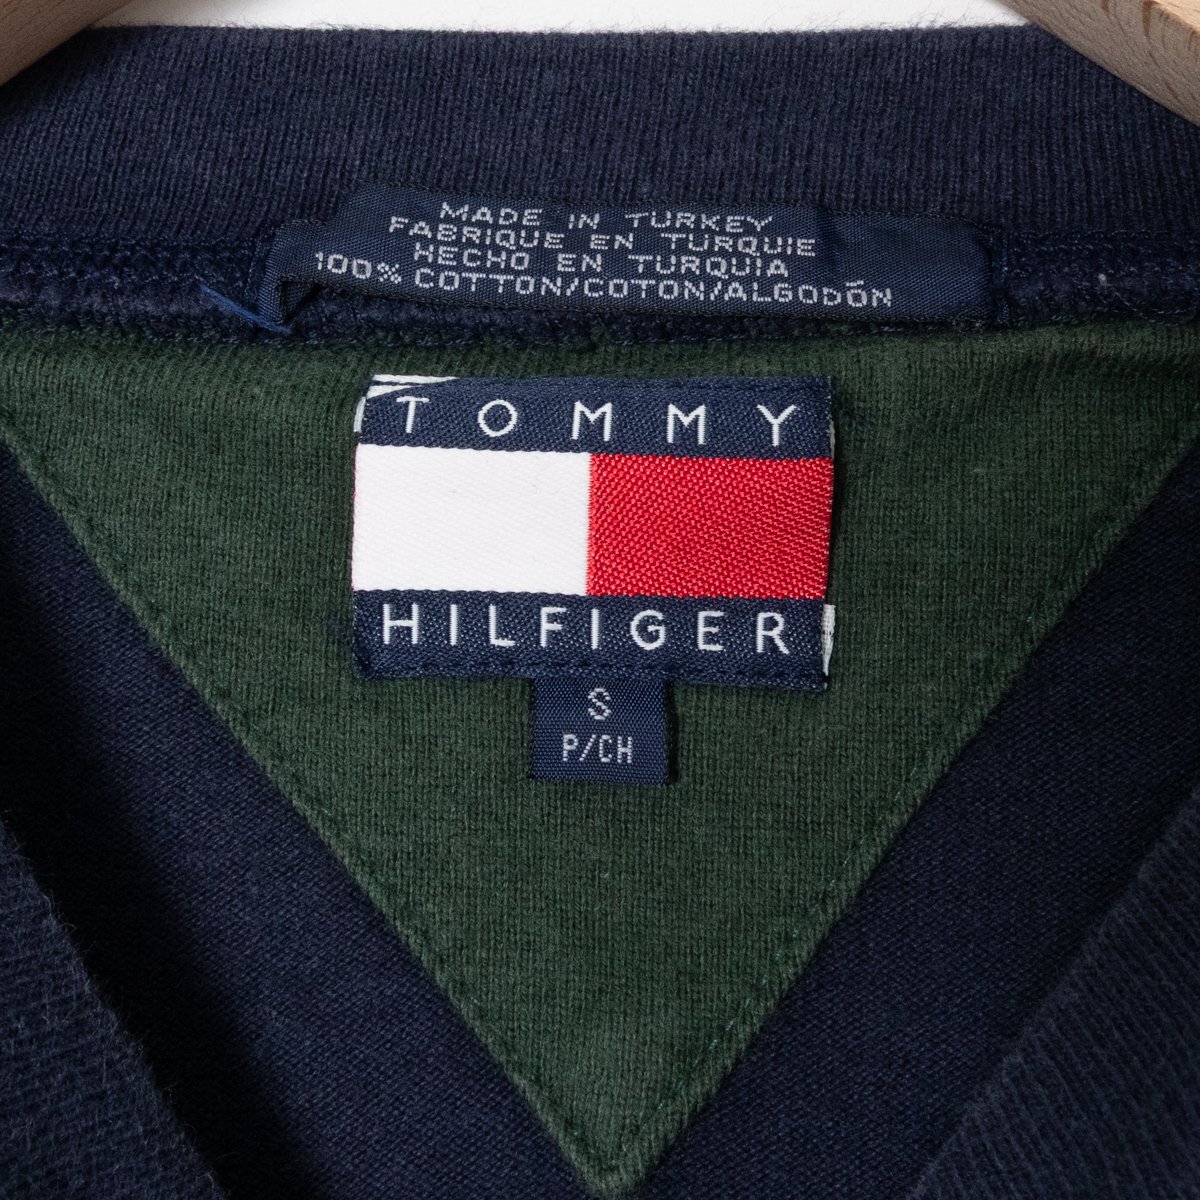 MADE IN TURKEY
FABRIQUE EN TURQUIE
HECHO EN TURQUIA
100% COTTON/COTON/ALGODÓN
TOMMY
HILFIGER
S
P/CH